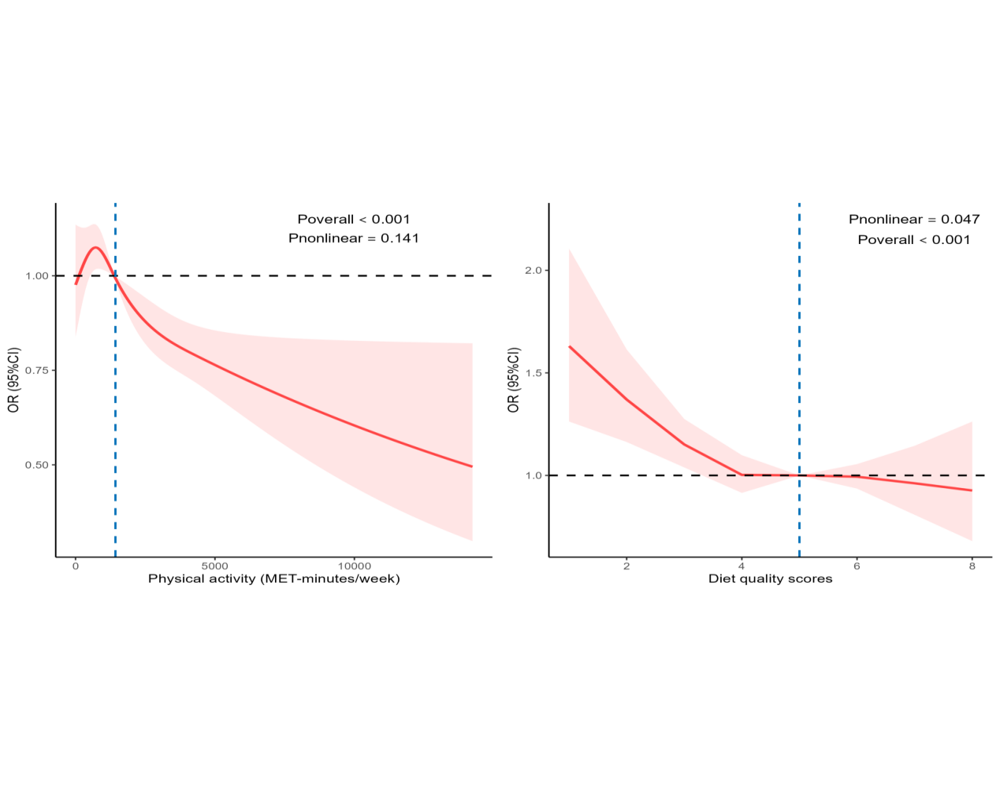 Poverall < 0.001
Pnonlinear = 0.141
1.00
0.75
0.50
OR (95%CI)
0
5000
10000
Physical activity (MET-minutes/week)
Pnonlinear = 0.047
Poverall < 0.001
2.0
1.5
1.0
OR (95%CI)
2
4
6
8
Diet quality scores